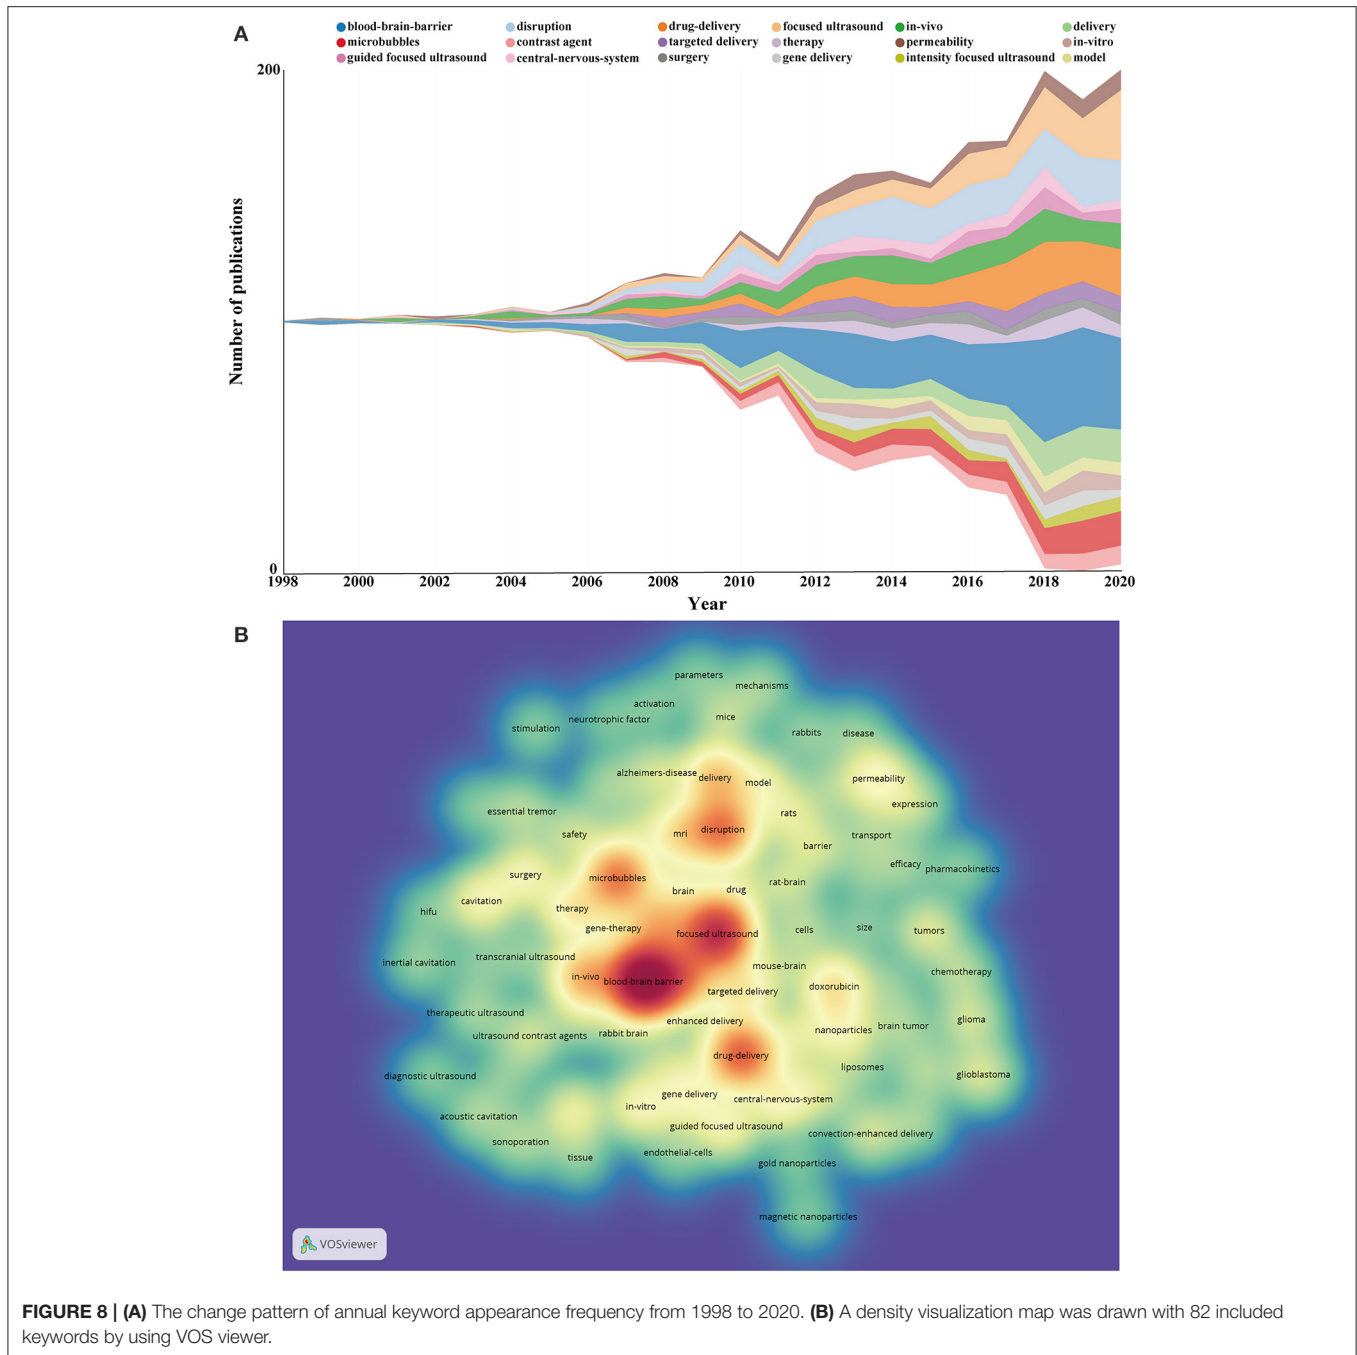 A
blood-brain-barrier disruption drug-delivery focused ultrasound in-vivo delivery
microbubbles contrast agent targeted delivery therapy permeability in-vitro
guided focused ultrasound central-nervous-system surgery gene delivery intensity focused ultrasound model
200
Number of publications
0
1998 2000 2002 2004 2006 2008 2010 2012 2014 2016 2018 2020
Year
B
parameters
mechanisms
activation
neurotrophic factor mice
stimulation rabbits disease
alzheimers-disease delivery model permeability
essential tremor rats expression
safety mri disruption transport
barrier
efficacy pharmacokinetics
surgery microbubbles brain drug rat-brain
cavitation
hifu therapy
gene-therapy focused ultrasound cells size tumors
inertial cavitation transcranial ultrasound mouse-brain chemotherapy
in-vivo blood-brain barrier targeted delivery doxorubicin
therapeutic ultrasound enhanced delivery glioma
ultrasound contrast agents rabbit brain nanoparticles brain tumor
drug-delivery
diagnostic ultrasound liposomes glioblastoma
gene delivery central-nervous-system
acoustic cavitation in-vitro
guided focused ultrasound convection-enhanced delivery
sonoporation
tissue endothelial-cells gold nanoparticles
magnetic nanoparticles
VOSviewer
FIGURE 8 | (A) The change pattern of annual keyword appearance frequency from 1998 to 2020. (B) A density visualization map was drawn with 82 included
keywords by using VOS viewer.